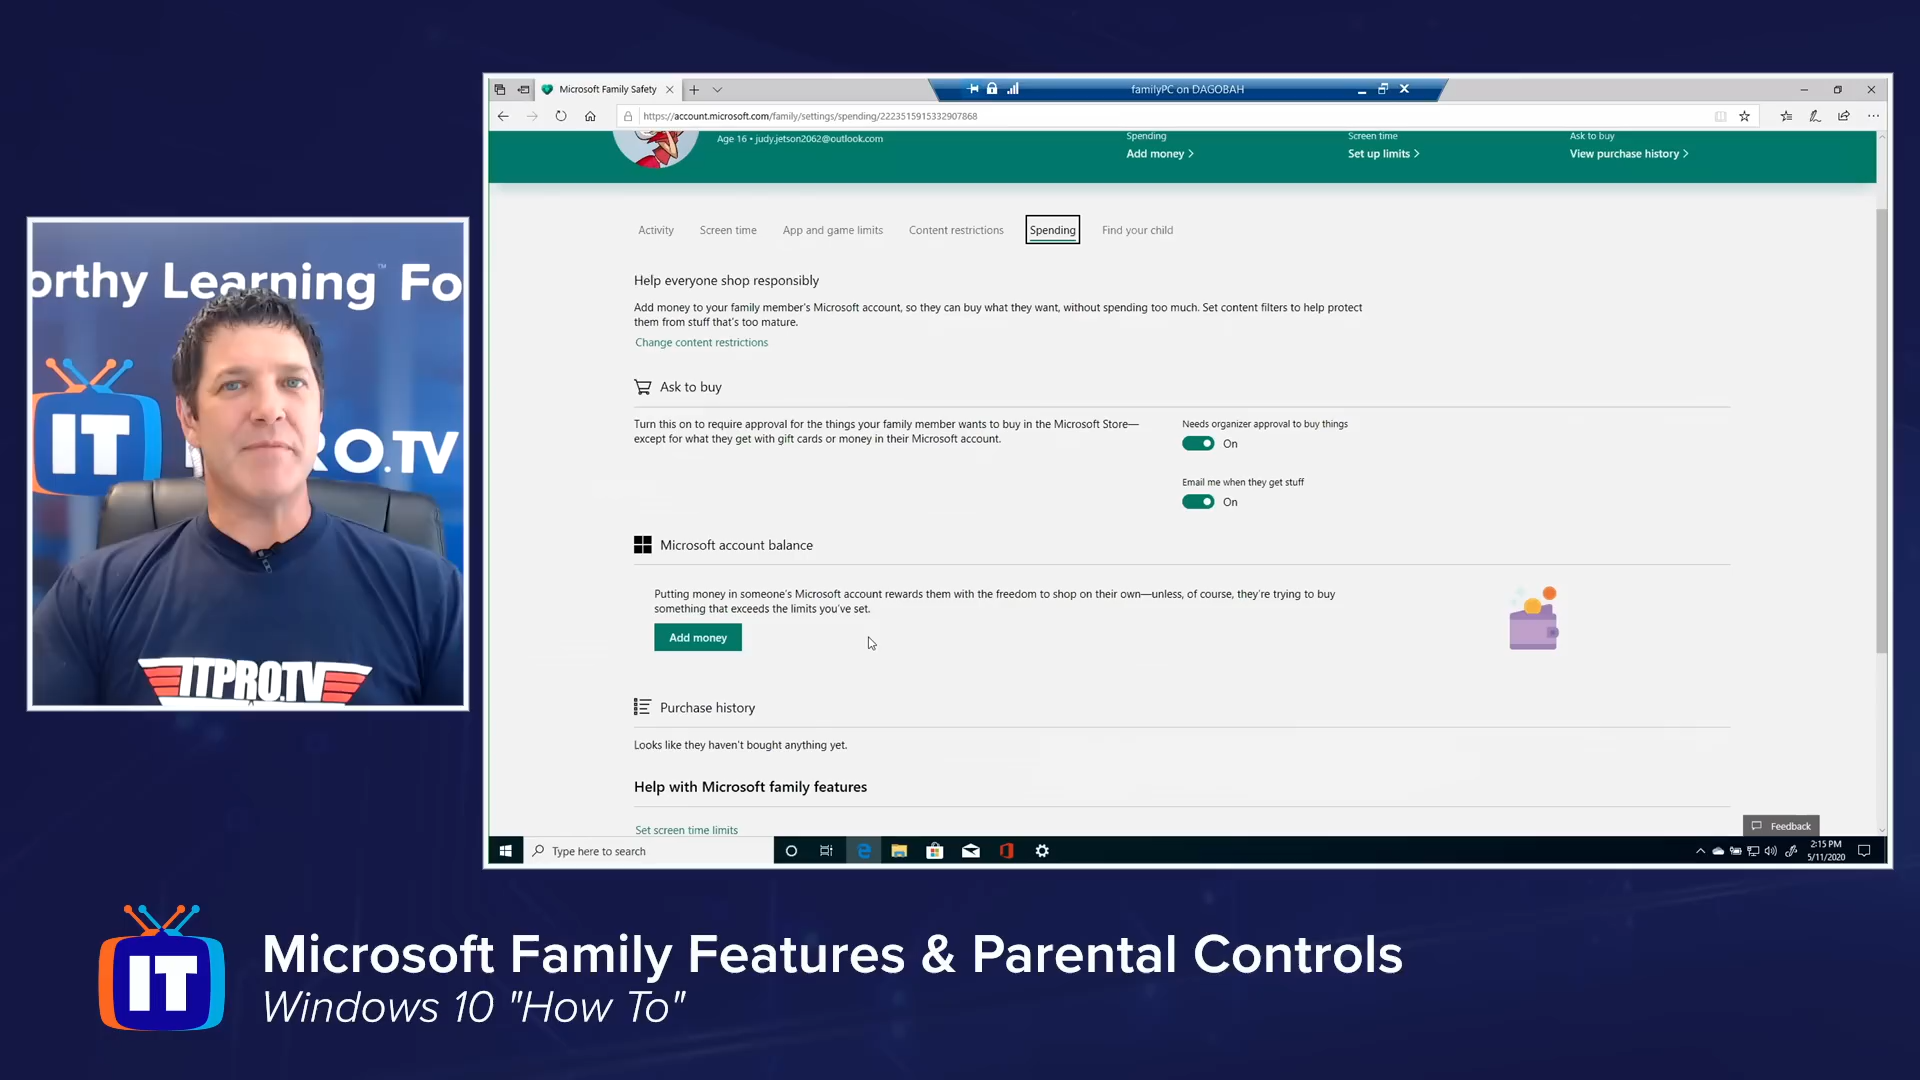 Microsoft Family Safety
familyPC on DAGOBAH
https://account.microsoft.com/family/settings/spending/2223515915332907868
Age 16 • judy.jetson2062@outlook.com
Spending
Add money >
Screen time
Set up limits >
Ask to buy
View purchase history >
Activity Screen time App and game limits Content restrictions Spending Find your child
Help everyone shop responsibly
Add money to your family member's Microsoft account, so they can buy what they want, without spending too much. Set content filters to help protect
them from stuff that's too mature.
Change content restrictions
Ask to buy
Turn this on to require approval for the things your family member wants to buy in the Microsoft Store—
except for what they get with gift cards or money in their Microsoft account.
Needs organizer approval to buy things
On
Email me when they get stuff
On
Microsoft account balance
Putting money in someone's Microsoft account rewards them with the freedom to shop on their own—unless, of course, they're trying to buy
something that exceeds the limits you've set.
Add money
Purchase history
Looks like they haven't bought anything yet.
Help with Microsoft family features
Set screen time limits
Feedback
Type here to search
2:15 PM
5/11/2020
orthy Learning™ Fo
IT
RO.TV
ITPRO.TV
IT
Microsoft Family Features & Parental Controls
Windows 10 "How To"